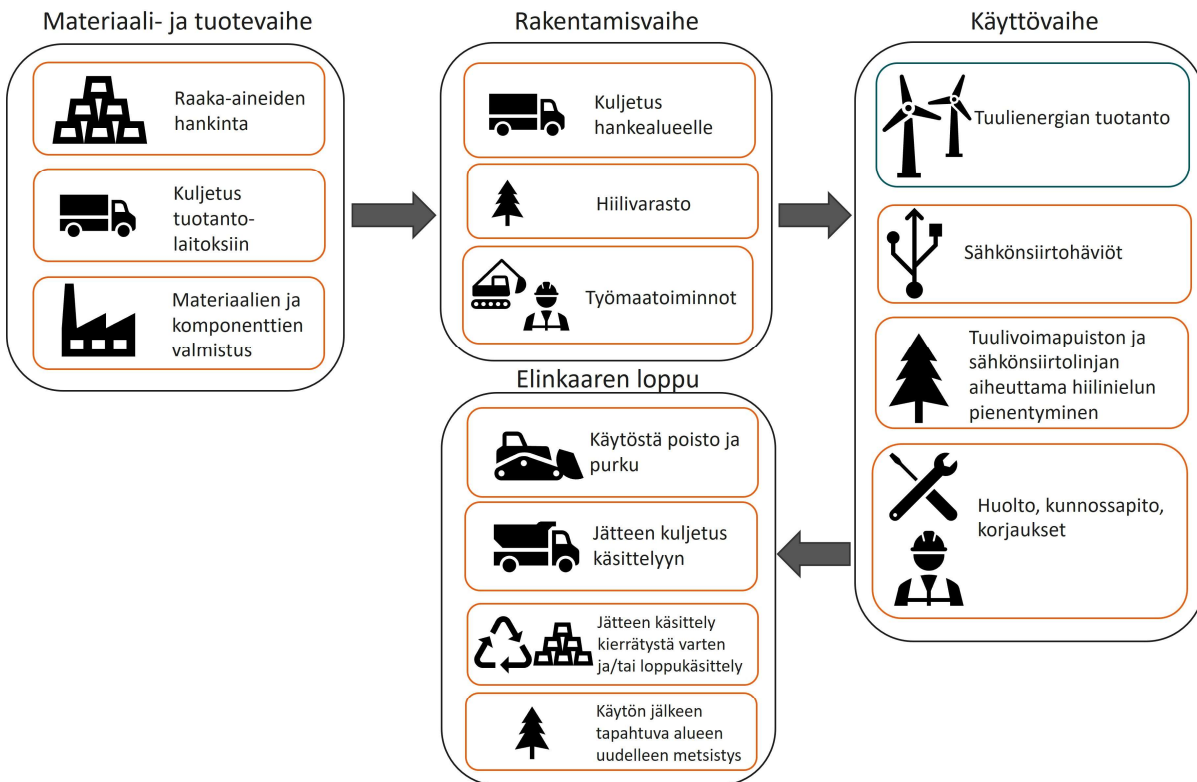 Materiaali- ja tuotevaihe
Raaka-aineiden
hankinta
Kuljetus
tuotanto-
laitoksiin
Materiaalien ja
komponenttien
valmistus
Rakentamisvaihe
Kuljetus
hankealueelle
Hiilivarasto
Työmaatoiminnot
Käyttövaihe
Tuulienergian tuotanto
Sähkönsiirtohäviöt
Tuulivoimapuiston ja
sähkönsiirtolinjan
aiheuttama hiilinielun
pienentyminen
Huolto, kunnossapito,
korjaukset
Elinkaaren loppu
Käytöstä poisto ja
purku
Jätteen kuljetus
käsittelyyn
Jätteen käsittely
kierrätystä varten
ja/tai loppukäsittely
Käytön jälkeen
tapahtuva alueen
uudelleen metsistys